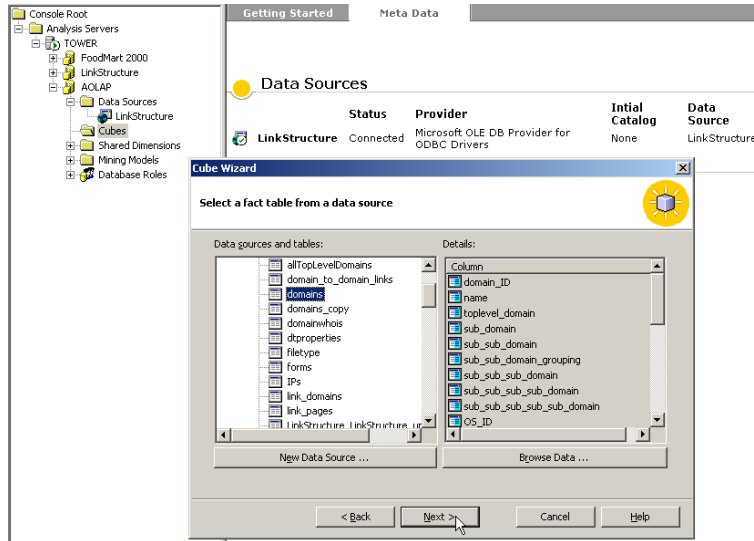 Console Root
Analysis Servers
TOWER
FoodMart 2000
LinkStructure
AOLAP
Data Sources
LinkStructure
Cubes
Shared Dimensions
Mining Models
Database Roles
Getting Started
Meta Data
Data Sources
Status Provider Intial Catalog Data Source
LinkStructure Connected Microsoft OLE DB Provider for ODBC Drivers None LinkStructure
Cube Wizard
Select a fact table from a data source
Data sources and tables:
allTopLevelDomains
domain_to_domain_links
domains
domains_copy
domainwhois
dtproperties
filetype
forms
IPs
link_domains
link_pages
New Data Source ...
Details:
Column
domain_ID
name
toplevel_domain
sub_domain
sub_sub_domain
sub_sub_domain_grouping
sub_sub_sub_domain
sub_sub_sub_sub_domain
sub_sub_sub_sub_sub_domain
OS_ID
Browse Data ...
< Back
Next >
Cancel
Help